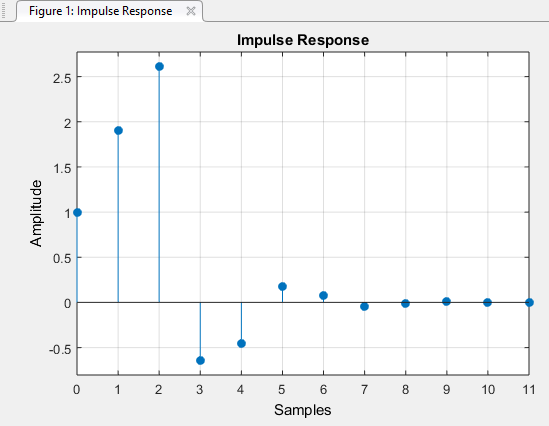 Figure 1: Impulse Response
Impulse Response
2.5
2
1.5
1
0.5
0
-0.5
Amplitude
0 1 2 3 4 5 6 7 8 9 10 11
Samples